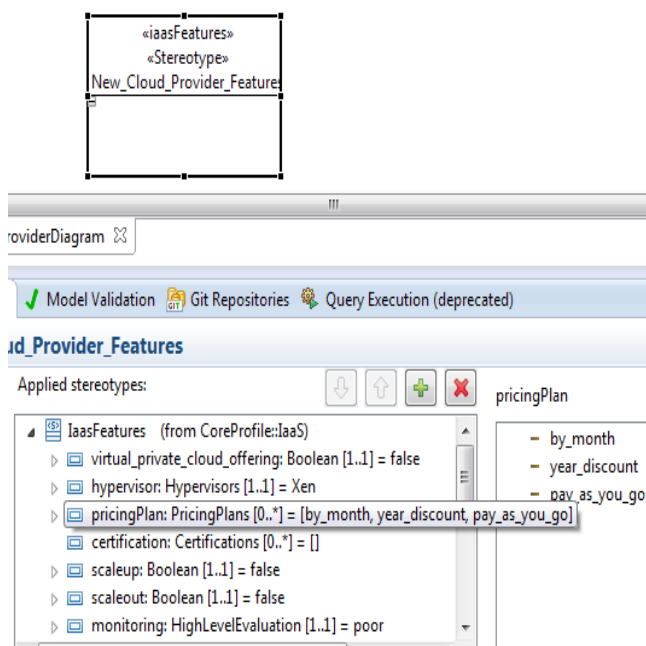 «iaasFeatures»
«Stereotype»
New_Cloud_Provider_Features
roviderDiagram
Model Validation Git Repositories Query Execution (deprecated)
ud_Provider_Features
Applied stereotypes:
pricingPlan
IaasFeatures (from CoreProfile::IaaS)
virtual_private_cloud_offering: Boolean [1..1] = false
hypervisor: Hypervisors [1..1] = Xen
pricingPlan: PricingPlans [0..*] = [by_month, year_discount, pay_as_you_go]
certification: Certifications [0..*] = []
scaleup: Boolean [1..1] = false
scaleout: Boolean [1..1] = false
monitoring: HighLevelEvaluation [1..1] = poor
by_month
year_discount
pay_as_you_go